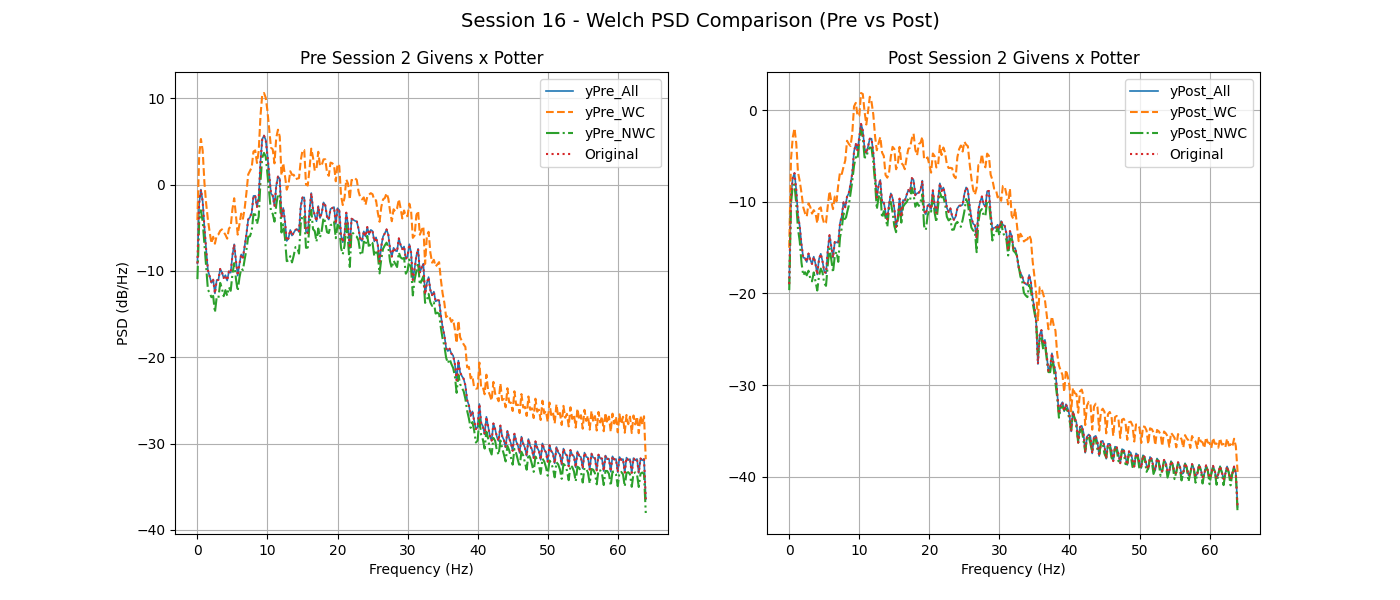 Session 16 - Welch PSD Comparison (Pre vs Post)
Pre Session 2 Givens x Potter
yPre_All
yPre_WC
yPre_NWC
Original
10
0
−10
−20
−30
−40
PSD (dB/Hz)
0 10 20 30 40 50 60
Frequency (Hz)
Post Session 2 Givens x Potter
yPost_All
yPost_WC
yPost_NWC
Original
0
−10
−20
−30
−40
0 10 20 30 40 50 60
Frequency (Hz)